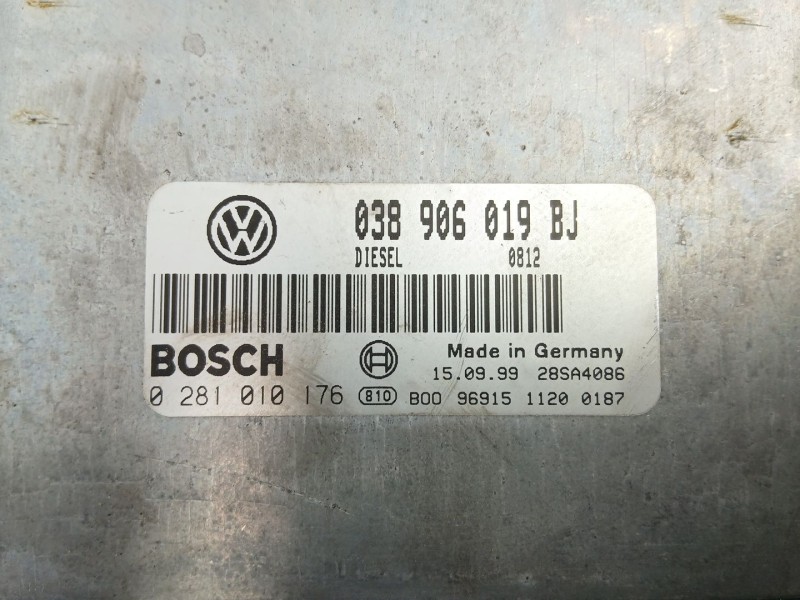 038 906 019 BJ
DIESEL 0812
BOSCH Made in Germany
15.09.99 28SA4086
0 281 010 176 810 B00 96915 1120 0187